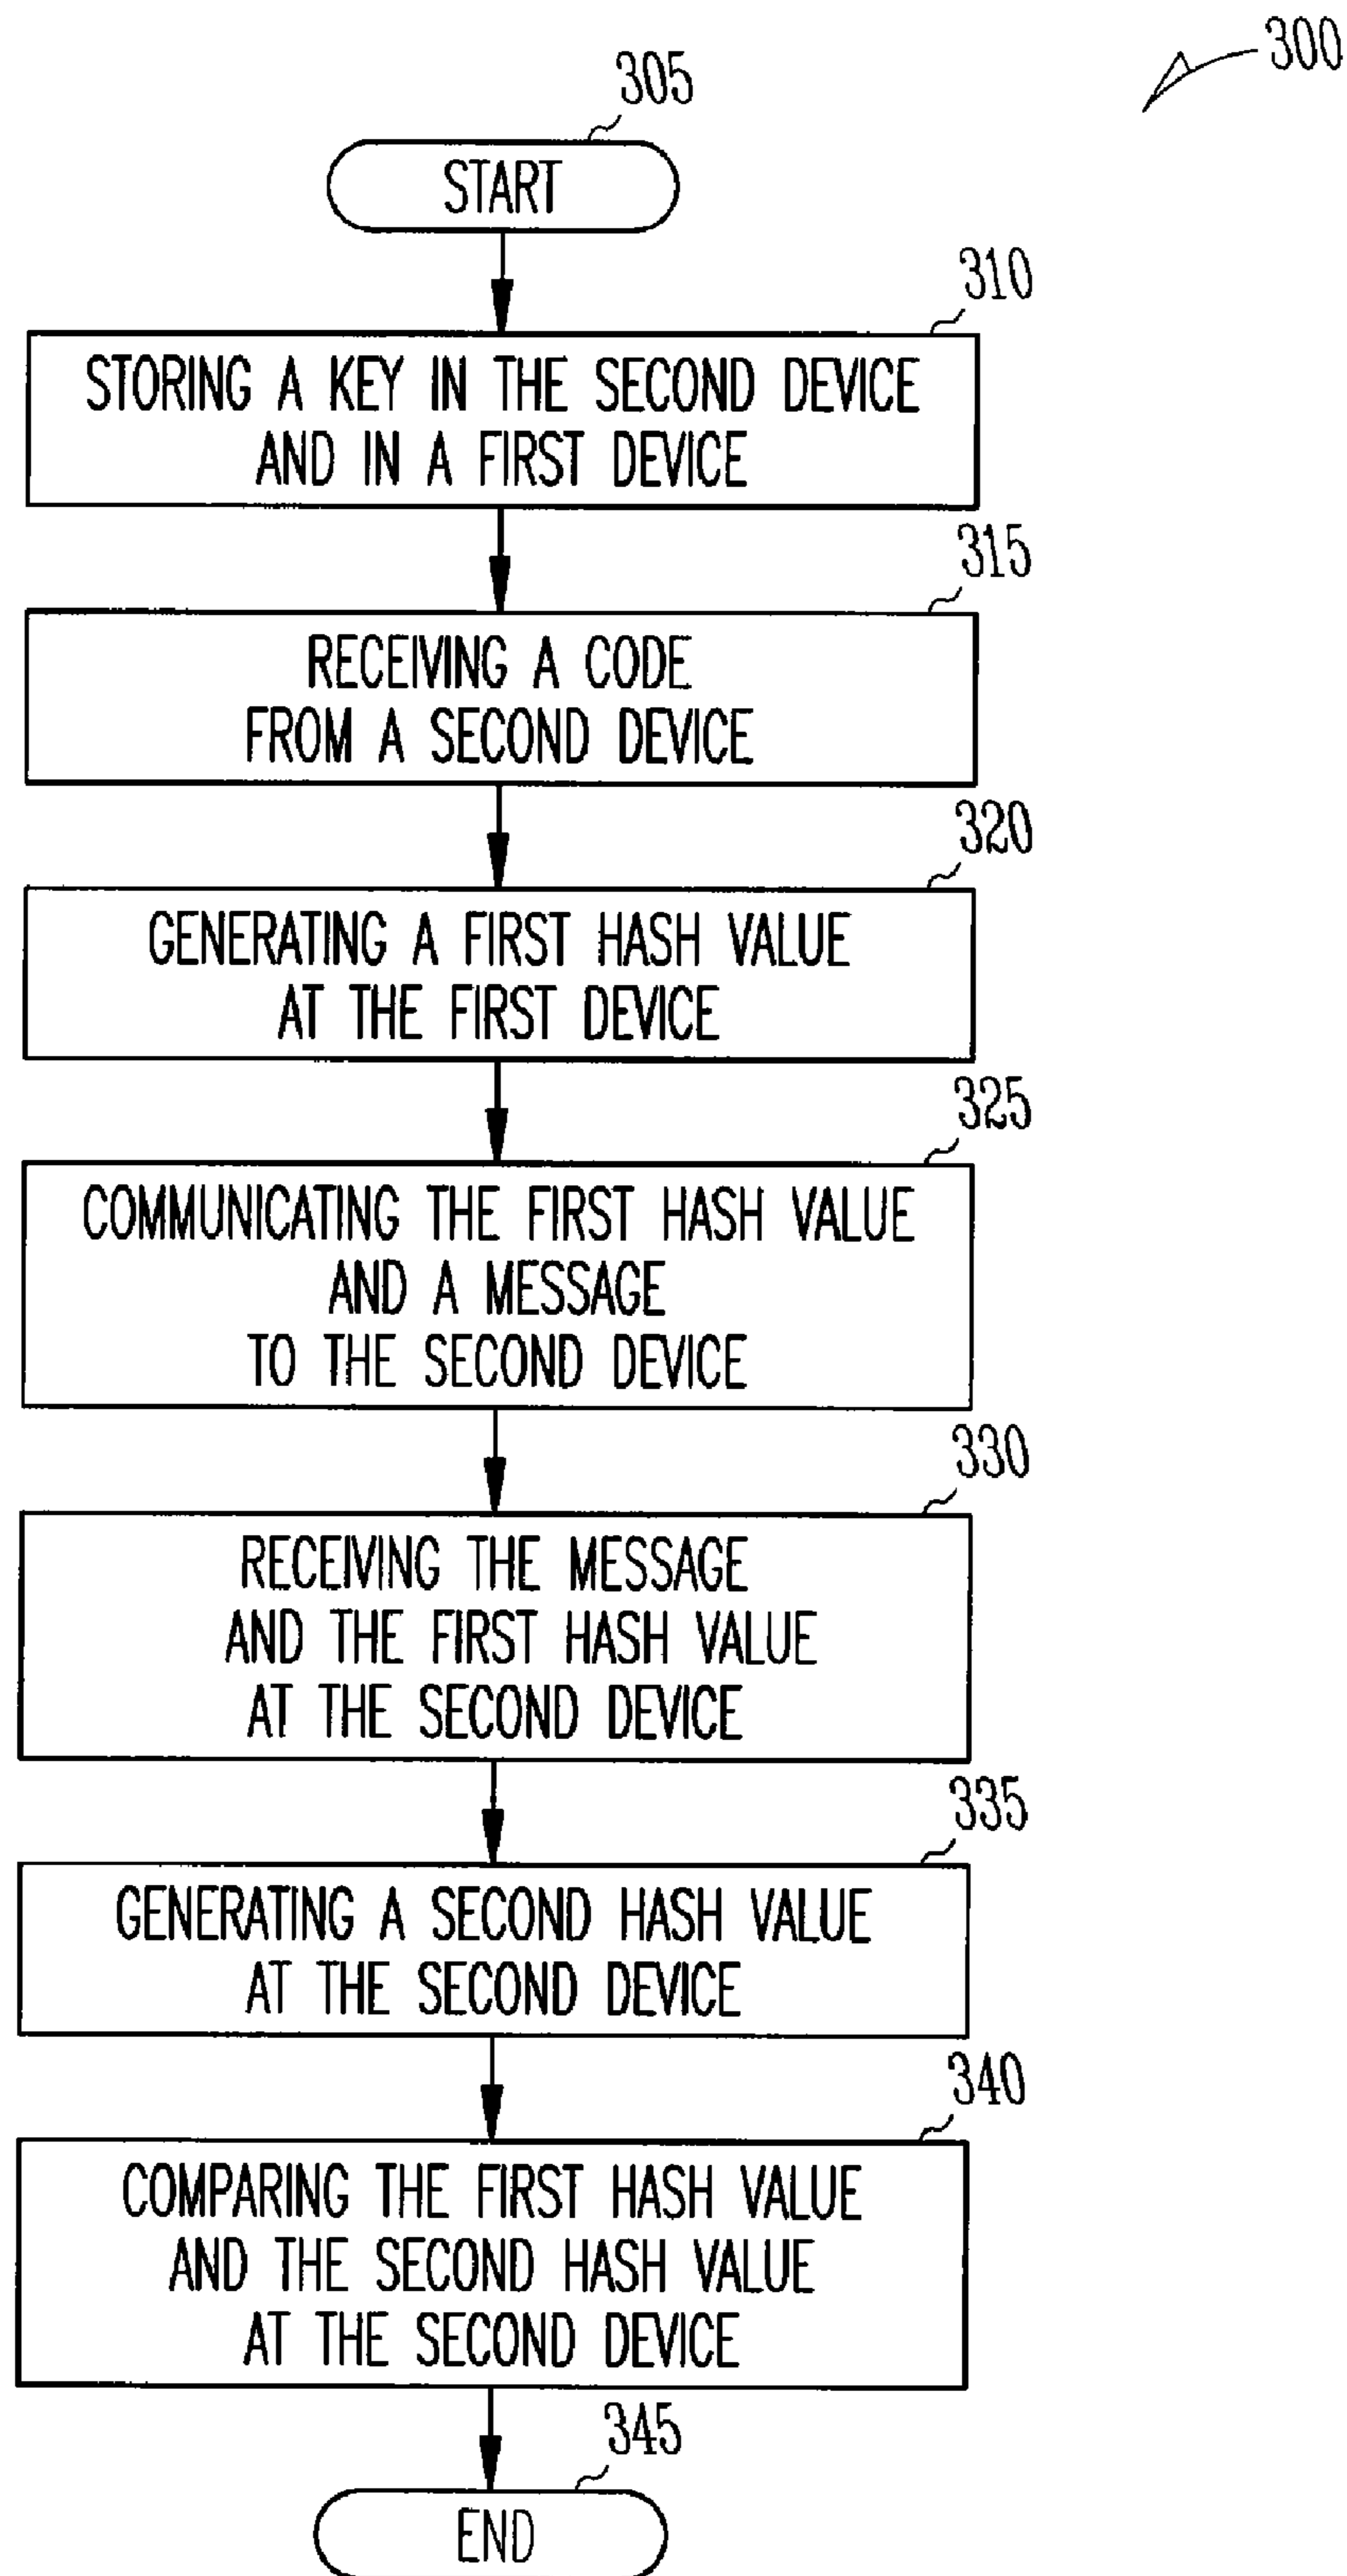 300
305
START
310
STORING A KEY IN THE SECOND DEVICE
AND IN A FIRST DEVICE
315
RECEIVING A CODE
FROM A SECOND DEVICE
320
GENERATING A FIRST HASH VALUE
AT THE FIRST DEVICE
325
COMMUNICATING THE FIRST HASH VALUE
AND A MESSAGE
TO THE SECOND DEVICE
330
RECEIVING THE MESSAGE
AND THE FIRST HASH VALUE
AT THE SECOND DEVICE
335
GENERATING A SECOND HASH VALUE
AT THE SECOND DEVICE
340
COMPARING THE FIRST HASH VALUE
AND THE SECOND HASH VALUE
AT THE SECOND DEVICE
345
END